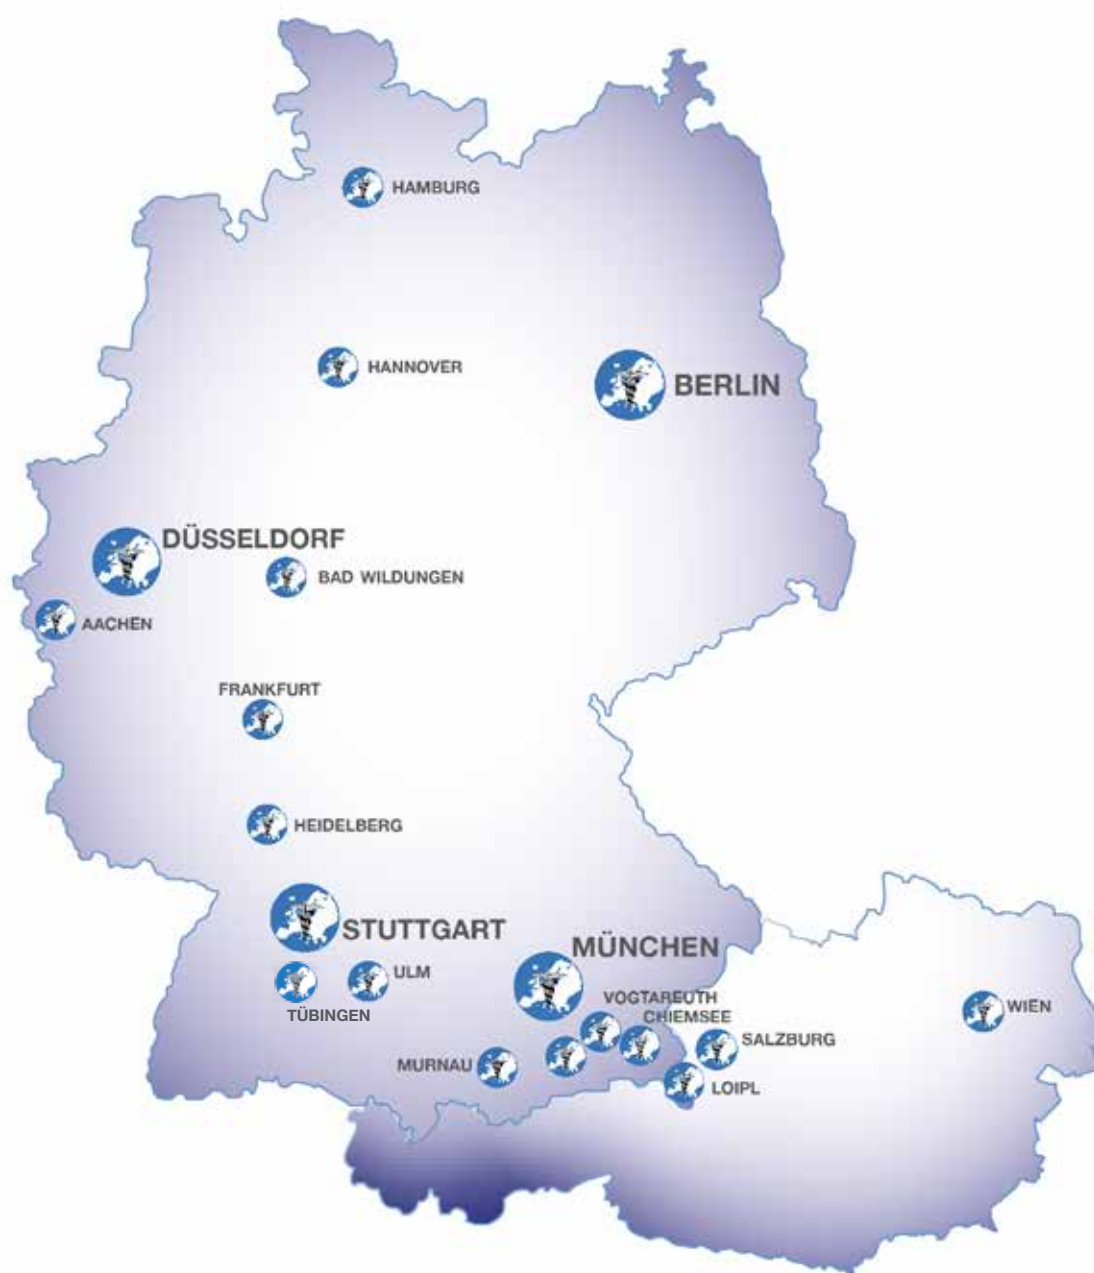 HAMBURG
HANNOVER
BERLIN
DÜSSELDORF
BAD WILDUNGEN
AACHEN
FRANKFURT
HEIDELBERG
STUTTGART
MÜNCHEN
ULM
TÜBINGEN
VOGTAREUTH
CHIEMSEE
WIEN
SALZBURG
MURNAU
LOIPL